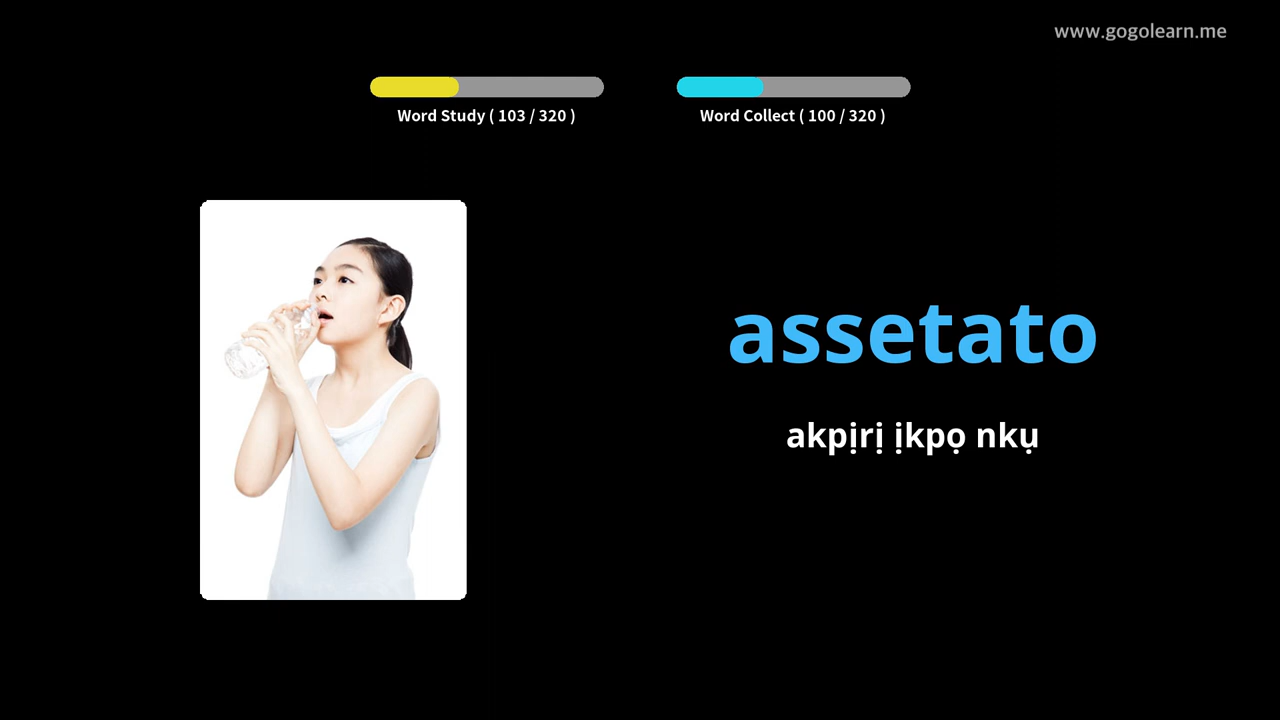 www.gogolearn.me
Word Study ( 103 / 320 )
Word Collect ( 100 / 320 )
assetato
akpịrị ịkpọ nkụ